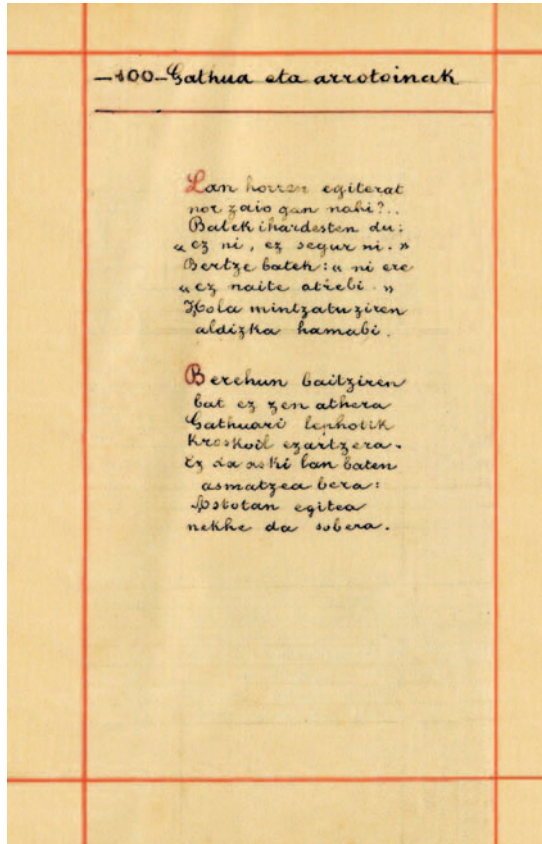 -100- Gathua eta arrotoinak
Lan horren egiterat
nor zaio gan nahi?..
Batek ihardesten du:
« ez ni, ez segur ni. »
Bertze batek: « ni ere
« ez naite atrebi. »
Hola mintzatu ziren
aldizka hamabi.
Berehun baitziren
bat ez zen athera
Gathuari lephotik
Kroskoil ezartzera.
Ez da aski lan baten
asmatzea bera:
Astotan egitea
nekhe da sobera.